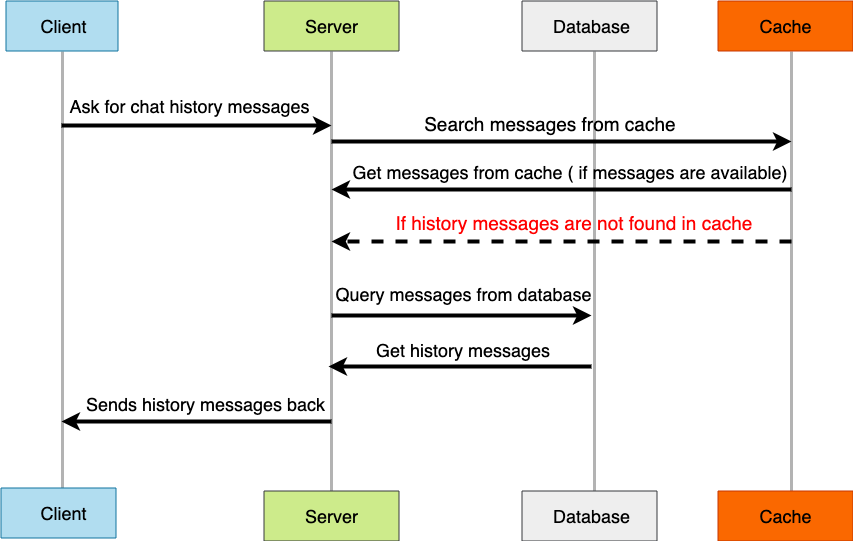 Client
Server
Database
Cache
Ask for chat history messages
Search messages from cache
Get messages from cache ( if messages are available)
If history messages are not found in cache
Query messages from database
Get history messages
Sends history messages back
Client
Server
Database
Cache